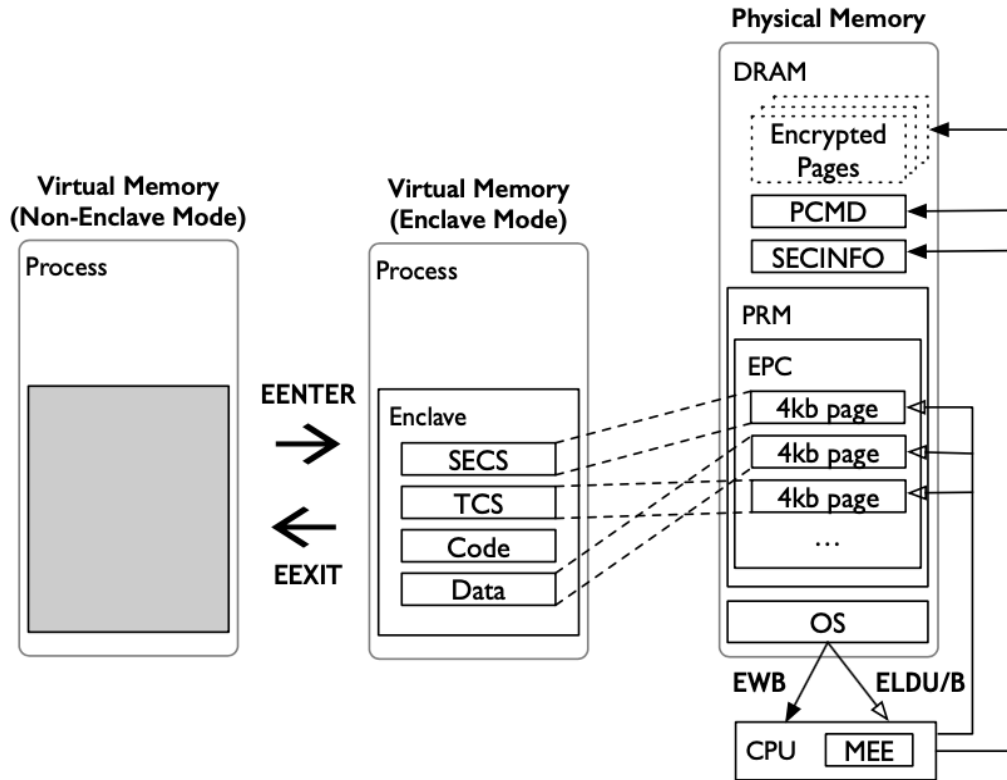 Physical Memory
DRAM
Encrypted
Pages
PCMD
SECINFO
PRM
EPC
4kb page
4kb page
4kb page
...
OS
EWB
ELDU/B
CPU
MEE
Virtual Memory
(Non-Enclave Mode)
Process
EENTER
EEXIT
Virtual Memory
(Enclave Mode)
Process
Enclave
SECS
TCS
Code
Data